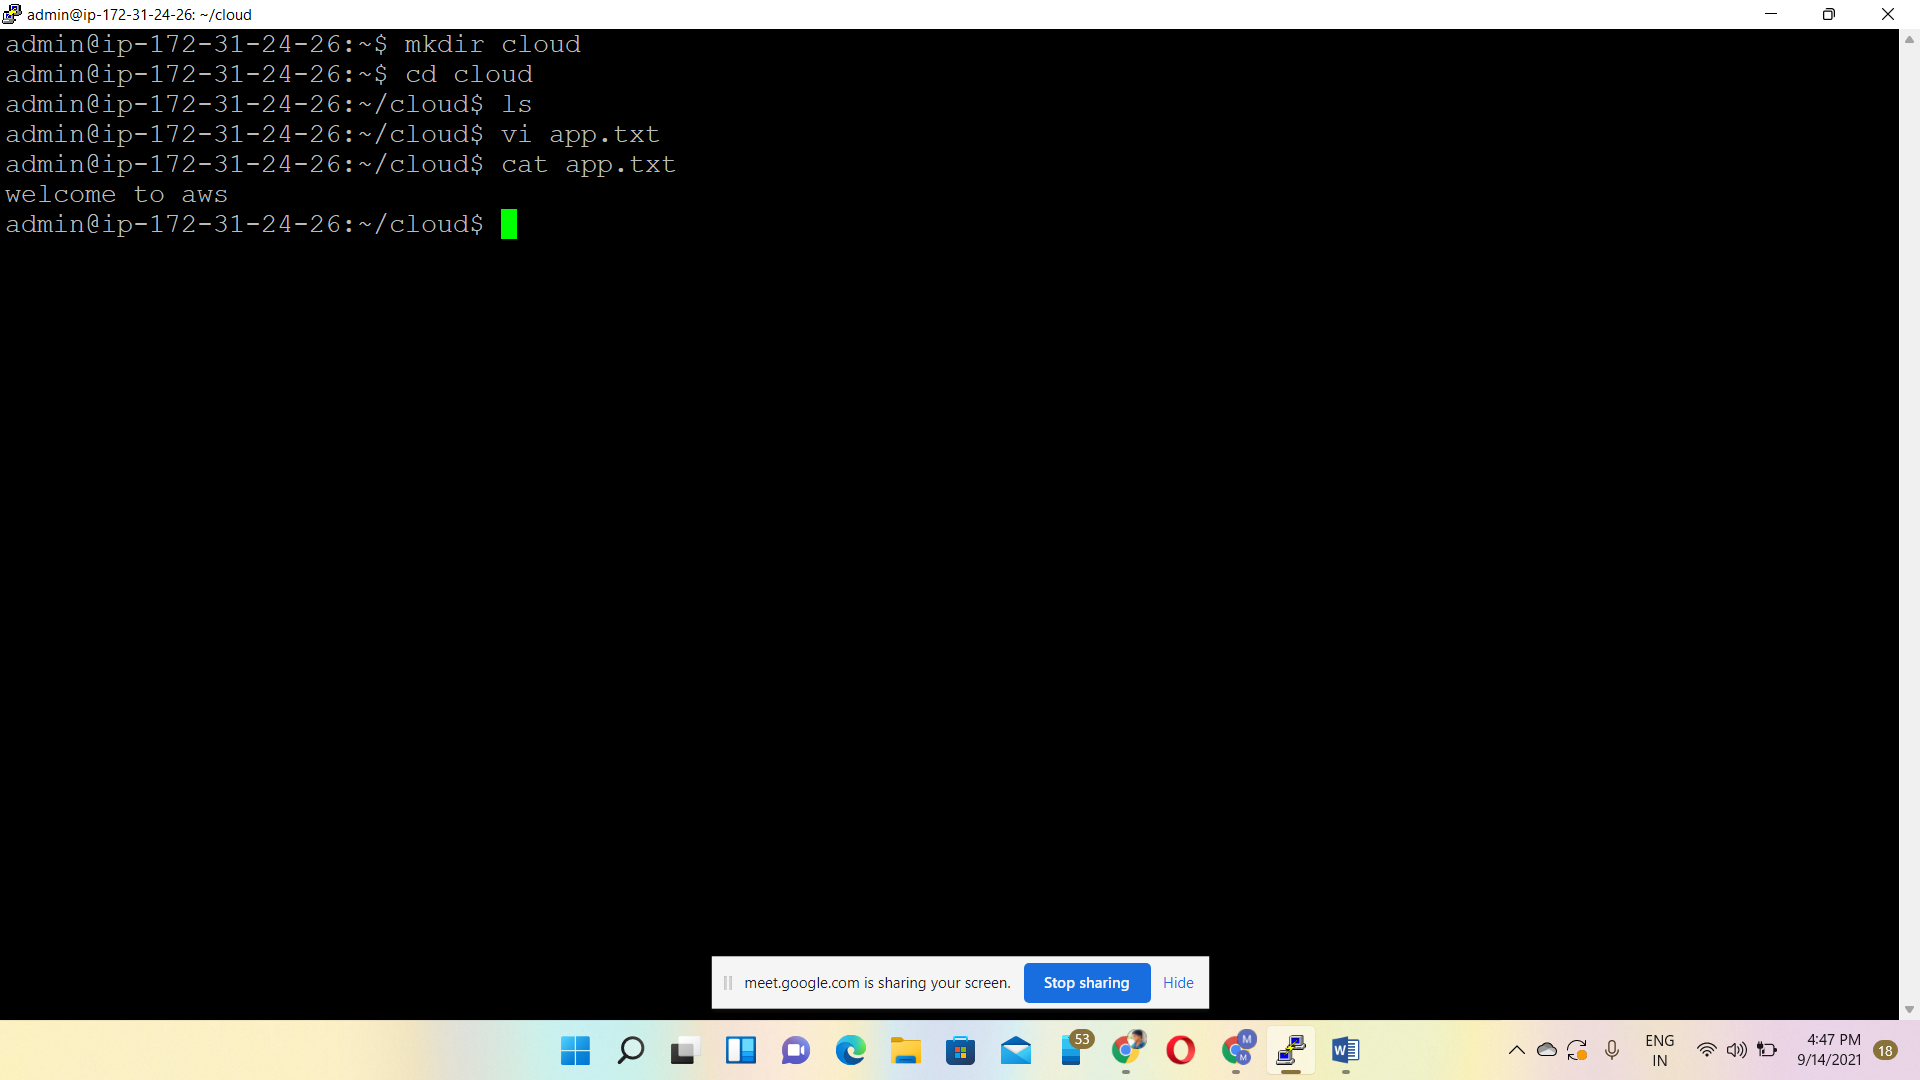 admin@ip-172-31-24-26: ~/cloud
admin@ip-172-31-24-26:~$ mkdir cloud
admin@ip-172-31-24-26:~$ cd cloud
admin@ip-172-31-24-26:~/cloud$ ls
admin@ip-172-31-24-26:~/cloud$ vi app.txt
admin@ip-172-31-24-26:~/cloud$ cat app.txt
welcome to aws
admin@ip-172-31-24-26:~/cloud$
meet.google.com is sharing your screen. Stop sharing Hide
53
M
M
ENG
IN
4:47 PM
9/14/2021
18